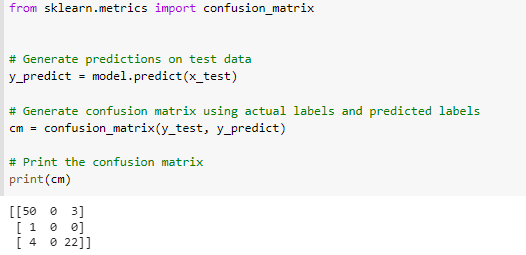 from sklearn.metrics import confusion_matrix
# Generate predictions on test data
y_predict = model.predict(x_test)
# Generate confusion matrix using actual labels and predicted labels
cm = confusion_matrix(y_test, y_predict)
# Print the confusion matrix
print(cm)
[[50  0  3]
 [ 1  0  0]
 [ 4  0 22]]